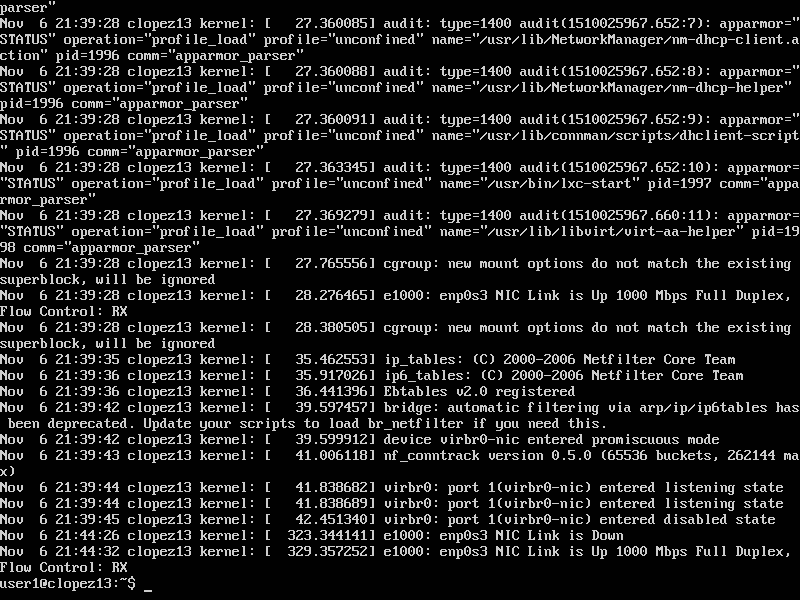 parser"
Nov  6 21:39:28 clopez13 kernel: [   27.360085] audit: type=1400 audit(1510025967.652:7): apparmor="
STATUS" operation="profile_load" profile="unconfined" name="/usr/lib/NetworkManager/nm-dhcp-client.a
ction" pid=1996 comm="apparmor_parser"
Nov  6 21:39:28 clopez13 kernel: [   27.360088] audit: type=1400 audit(1510025967.652:8): apparmor="
STATUS" operation="profile_load" profile="unconfined" name="/usr/lib/NetworkManager/nm-dhcp-helper"
pid=1996 comm="apparmor_parser"
Nov  6 21:39:28 clopez13 kernel: [   27.360091] audit: type=1400 audit(1510025967.652:9): apparmor="
STATUS" operation="profile_load" profile="unconfined" name="/usr/lib/connman/scripts/dhclient-script
" pid=1996 comm="apparmor_parser"
Nov  6 21:39:28 clopez13 kernel: [   27.363345] audit: type=1400 audit(1510025967.652:10): apparmor=
"STATUS" operation="profile_load" profile="unconfined" name="/usr/bin/lxc-start" pid=1997 comm="appa
rmor_parser"
Nov  6 21:39:28 clopez13 kernel: [   27.369279] audit: type=1400 audit(1510025967.660:11): apparmor=
"STATUS" operation="profile_load" profile="unconfined" name="/usr/lib/libvirt/virt-aa-helper" pid=19
98 comm="apparmor_parser"
Nov  6 21:39:28 clopez13 kernel: [   27.765556] cgroup: new mount options do not match the existing
superblock, will be ignored
Nov  6 21:39:28 clopez13 kernel: [   28.276465] e1000: enp0s3 NIC Link is Up 1000 Mbps Full Duplex,
Flow Control: RX
Nov  6 21:39:28 clopez13 kernel: [   28.380505] cgroup: new mount options do not match the existing
superblock, will be ignored
Nov  6 21:39:35 clopez13 kernel: [   35.462553] ip_tables: (C) 2000-2006 Netfilter Core Team
Nov  6 21:39:36 clopez13 kernel: [   35.917026] ip6_tables: (C) 2000-2006 Netfilter Core Team
Nov  6 21:39:36 clopez13 kernel: [   36.441396] Ebtables v2.0 registered
Nov  6 21:39:42 clopez13 kernel: [   39.597457] bridge: automatic filtering via arp/ip/ip6tables has
 been deprecated. Update your scripts to load br_netfilter if you need this.
Nov  6 21:39:42 clopez13 kernel: [   39.599912] device virbr0-nic entered promiscuous mode
Nov  6 21:39:43 clopez13 kernel: [   41.006118] nf_conntrack version 0.5.0 (65536 buckets, 262144 ma
x)
Nov  6 21:39:44 clopez13 kernel: [   41.838682] virbr0: port 1(virbr0-nic) entered listening state
Nov  6 21:39:44 clopez13 kernel: [   41.838689] virbr0: port 1(virbr0-nic) entered listening state
Nov  6 21:39:45 clopez13 kernel: [   42.451340] virbr0: port 1(virbr0-nic) entered disabled state
Nov  6 21:44:26 clopez13 kernel: [  323.344141] e1000: enp0s3 NIC Link is Down
Nov  6 21:44:32 clopez13 kernel: [  329.357252] e1000: enp0s3 NIC Link is Up 1000 Mbps Full Duplex,
Flow Control: RX
user1@clopez13:~$ _